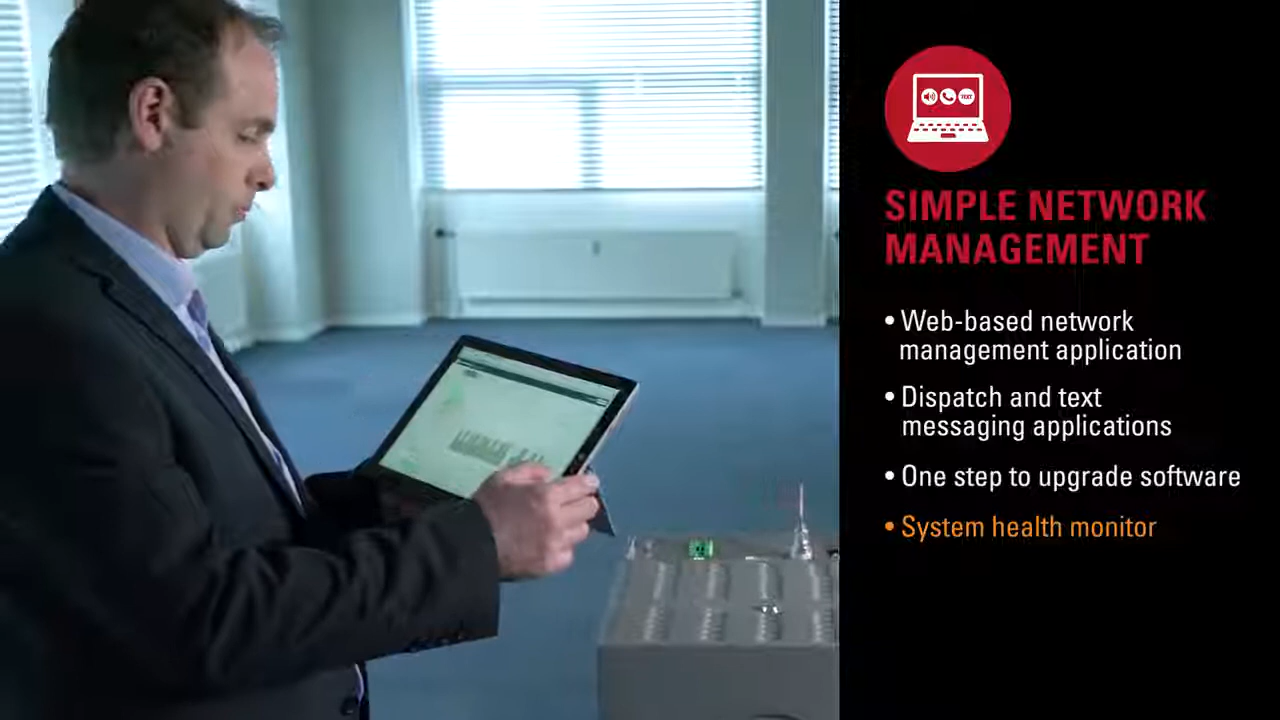 TEXT
SIMPLE NETWORK
MANAGEMENT
• Web-based network
management application
• Dispatch and text
messaging applications
• One step to upgrade software
• System health monitor